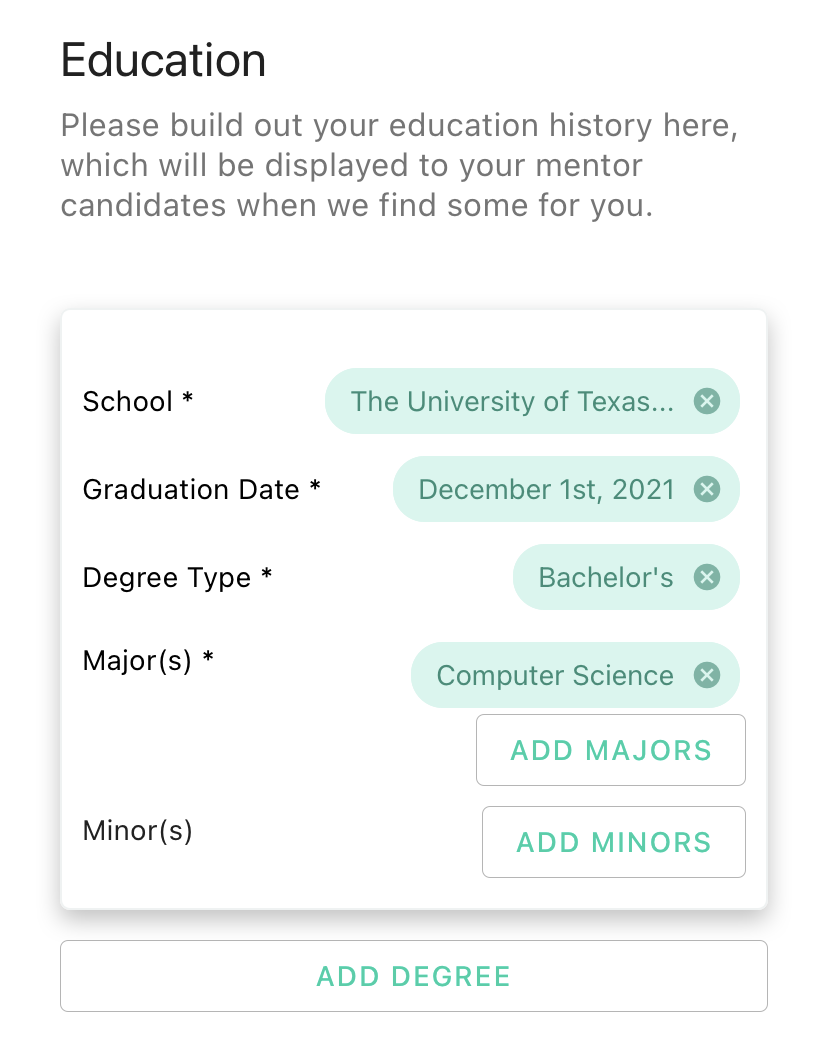 Education
Please build out your education history here,
which will be displayed to your mentor
candidates when we find some for you.
School * The University of Texas...
Graduation Date * December 1st, 2021
Degree Type * Bachelor's
Major(s) * Computer Science
ADD MAJORS
Minor(s) ADD MINORS
ADD DEGREE